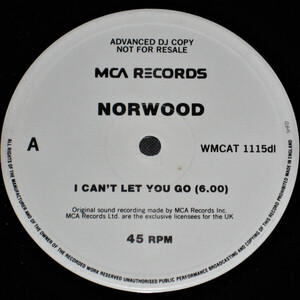 ADVANCED DJ COPY
NOT FOR RESALE
MCA RECORDS
NORWOOD
A
WMCAT 1115dl
I CAN'T LET YOU GO (6.00)
Original sound recording made by MCA Records Inc.
MCA Records Ltd. are the exclusive licensees for the UK
45 RPM
ALL RIGHTS OF THE MANUFACTURER AND OF THE OWNER OF THE RECORDED WORK RESERVED UNAUTHORISED PUBLIC PERFORMANCE BROADCASTING AND COPYING OF THIS RECORD PROHIBITED MADE IN ENGLAND